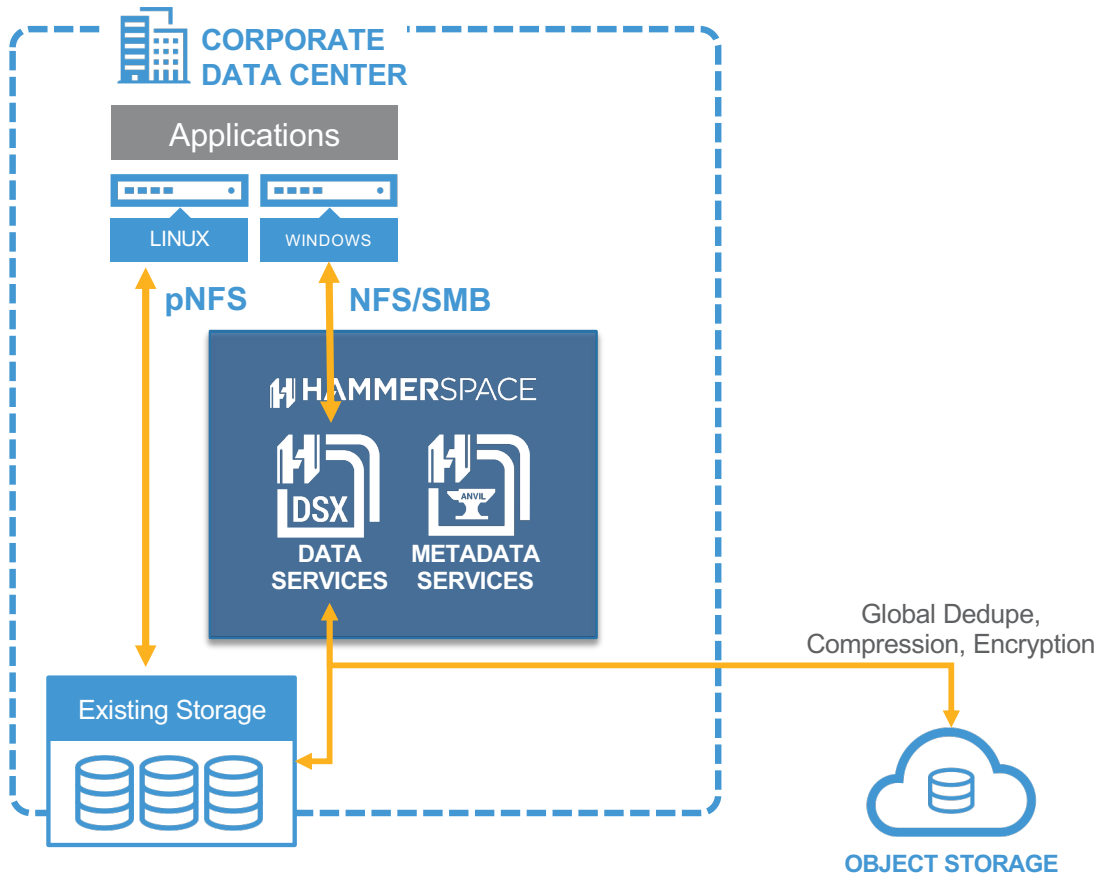 CORPORATE
DATA CENTER
Applications
LINUX
WINDOWS
pNFS
NFS/SMB
HAMMERSPACE
DSX
ANVIL
DATA
SERVICES
METADATA
SERVICES
Global Dedupe,
Compression, Encryption
Existing Storage
OBJECT STORAGE